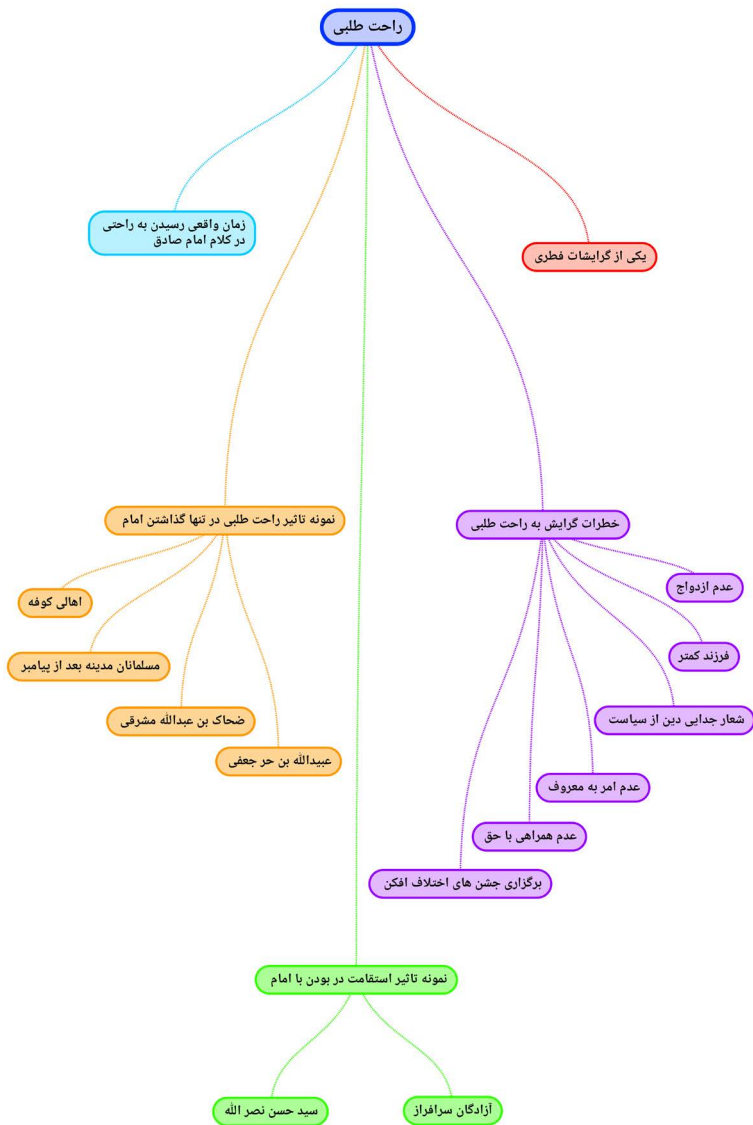 راحت طلبی
یکی از گرایشات فطری
زمان واقعی رسیدن به راحتی
در کلام امام صادق
خطرات گرایش به راحت طلبی
عدم ازدواج
فرزند کمتر
شعار جدایی دین از سیاست
عدم امر به معروف
عدم همراهی با حق
برگزاری جشن های اختلاف افکن
نمونه تاثیر راحت طلبی در تنها گذاشتن امام
اهالی کوفه
مسلمانان مدینه بعد از پیامبر
ضحاک بن عبدالله مشرقی
عبیدالله بن حر جعفی
نمونه تاثیر استقامت در بودن با امام
آزادگان سرافراز
سید حسن نصر الله